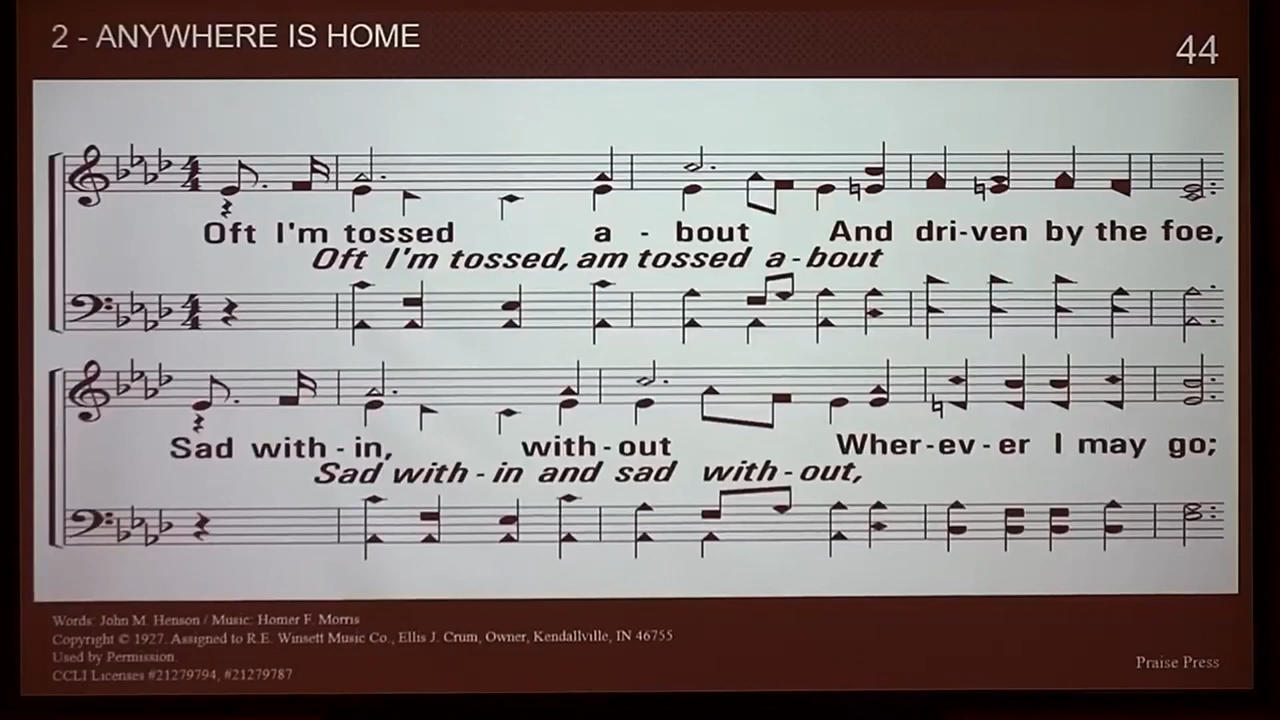 2 - ANYWHERE IS HOME
44
Oft I'm tossed a - bout And dri-ven by the foe,
Oft I'm tossed, am tossed a-bout
Sad with-in, with-out Wher-ev-er I may go;
Sad with-in and sad with-out,
Words: John M. Henson / Music: Homer F. Morris
Copyright © 1927. Assigned to R.E. Winsett Music Co., Ellis J. Crum, Owner, Kendallville, IN 46755
Used by Permission.
CCLI Licenses #21279794, #21279787
Praise Press